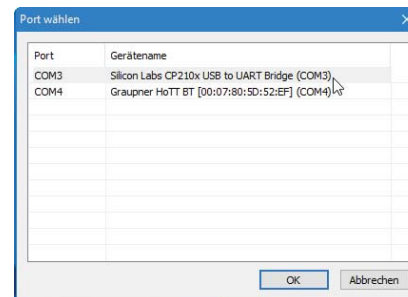 Port wählen
Port Gerätename
COM3 Silicon Labs CP210x USB to UART Bridge (COM3)
COM4 Graupner HoTT BT [00:07:80:5D:52:EF] (COM4)
OK Abbrechen